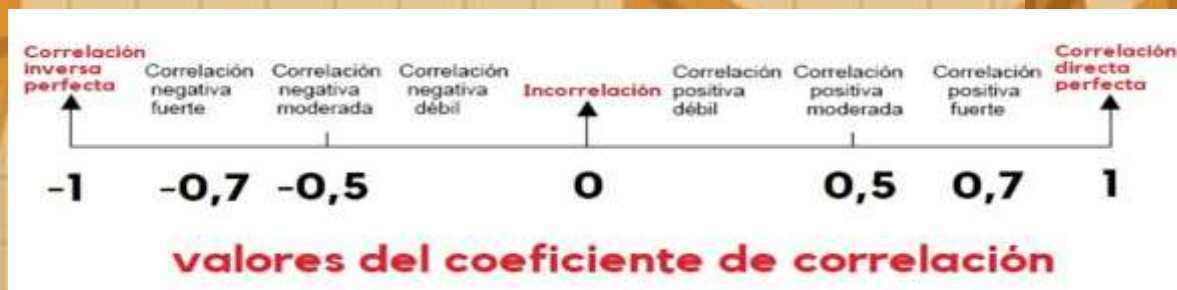 Correlación
inversa
perfecta
Correlación
negativa
fuerte
Correlación
negativa
moderada
Correlación
negativa
débil
Incorrelación
Correlación
positiva
débil
Correlación
positiva
moderada
Correlación
positiva
fuerte
Correlación
directa
perfecta
-1 -0,7 -0,5 0 0,5 0,7 1
valores del coeficiente de correlación